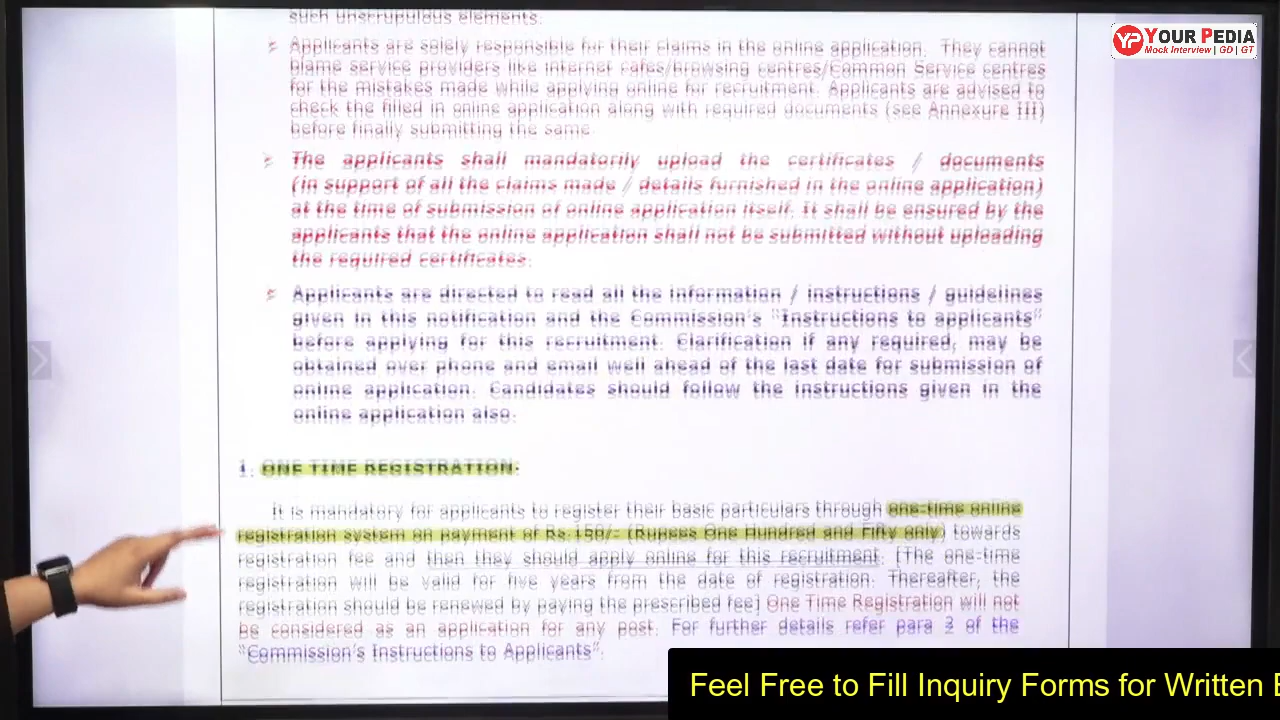 such unscrupulous elements.
YOUR PEDIA
YP
Mock Interview | GD | GT
➢ Applicants are solely responsible for their claims in the online application. They cannot
blame service providers like internet cafes/browsing centres/Common Service centres
for the mistakes made while applying online for recruitment. Applicants are advised to
check the filled in online application along with required documents (see Annexure III)
before finally submitting the same.
➢ The applicants shall mandatorily upload the certificates / documents
(in support of all the claims made / details furnished in the online application)
at the time of submission of online application itself. It shall be ensured by the
applicants that the online application shall not be submitted without uploading
the required certificates.
➢ Applicants are directed to read all the information / instructions / guidelines
given in this notification and the Commission's "Instructions to applicants"
before applying for this recruitment. Clarification if any required, may be
obtained over phone and email well ahead of the last date for submission of
online application. Candidates should follow the instructions given in the
online application also.
1. ONE TIME REGISTRATION:
It is mandatory for applicants to register their basic particulars through one-time online
registration system on payment of Rs.150/- (Rupees One Hundred and Fifty only) towards
registration fee and then they should apply online for this recruitment. [The one-time
registration will be valid for five years from the date of registration. Thereafter, the
registration should be renewed by paying the prescribed fee] One Time Registration will not
be considered as an application for any post. For further details refer para 2 of the
"Commission's Instructions to Applicants".
Feel Free to Fill Inquiry Forms for Written E